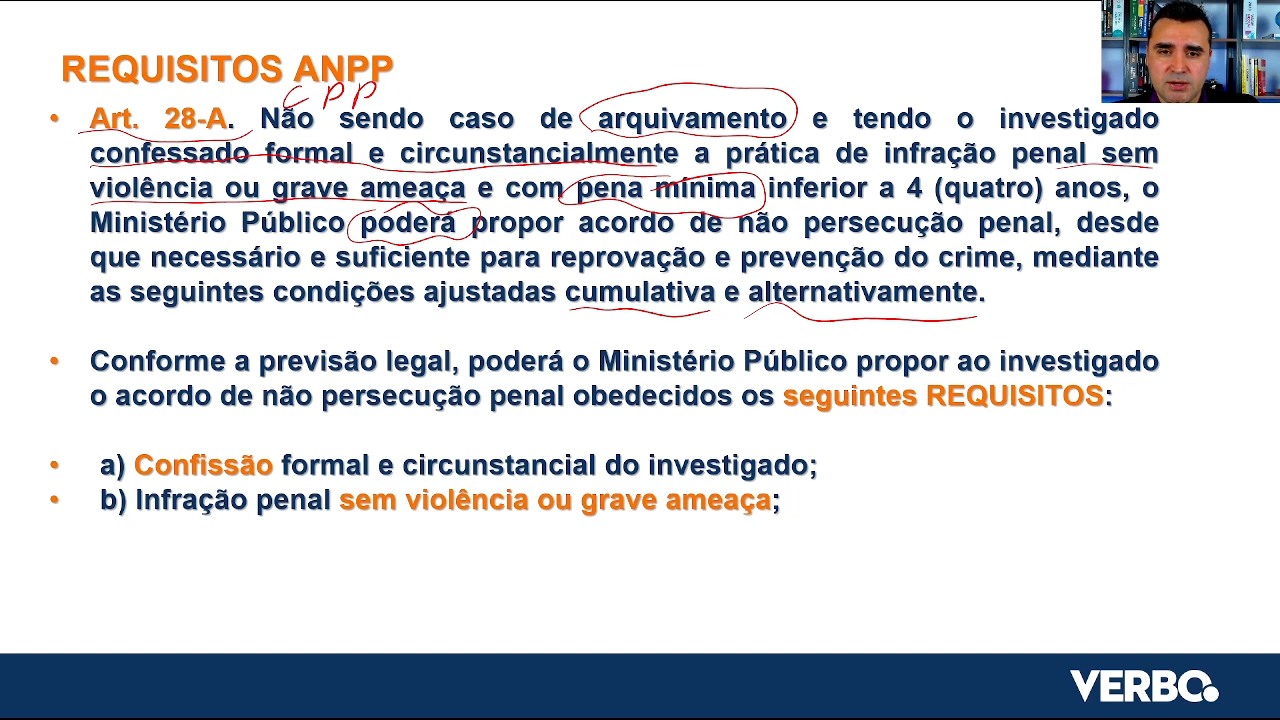 REQUISITOS ANPP
CPP
• Art. 28-A. Não sendo caso de arquivamento e tendo o investigado
confessado formal e circunstancialmente a prática de infração penal sem
violência ou grave ameaça e com pena mínima inferior a 4 (quatro) anos, o
Ministério Público poderá propor acordo de não persecução penal, desde
que necessário e suficiente para reprovação e prevenção do crime, mediante
as seguintes condições ajustadas cumulativa e alternativamente.
• Conforme a previsão legal, poderá o Ministério Público propor ao investigado
o acordo de não persecução penal obedecidos os seguintes REQUISITOS:
• a) Confissão formal e circunstancial do investigado;
• b) Infração penal sem violência ou grave ameaça;
VERBO